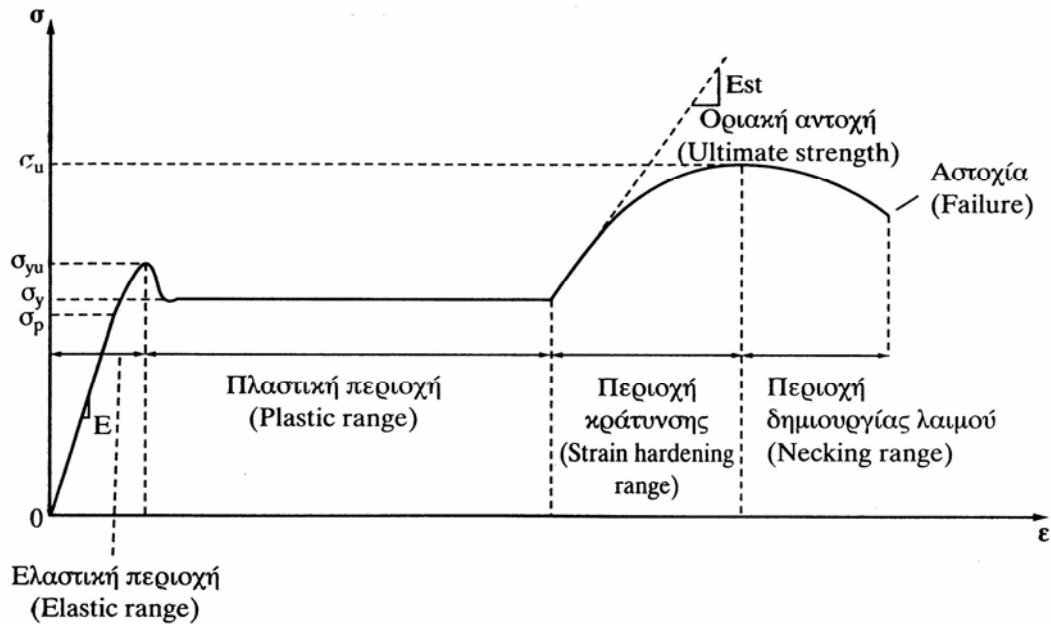 σ
Est
Οριακή αντοχή
(Ultimate strength)
σu
Αστοχία
(Failure)
σyu
σy
σp
Πλαστική περιοχή
(Plastic range)
Περιοχή
κράτυνσης
(Strain hardening
range)
Περιοχή
δημιουργίας λαιμού
(Necking range)
E
0
ε
Ελαστική περιοχή
(Elastic range)